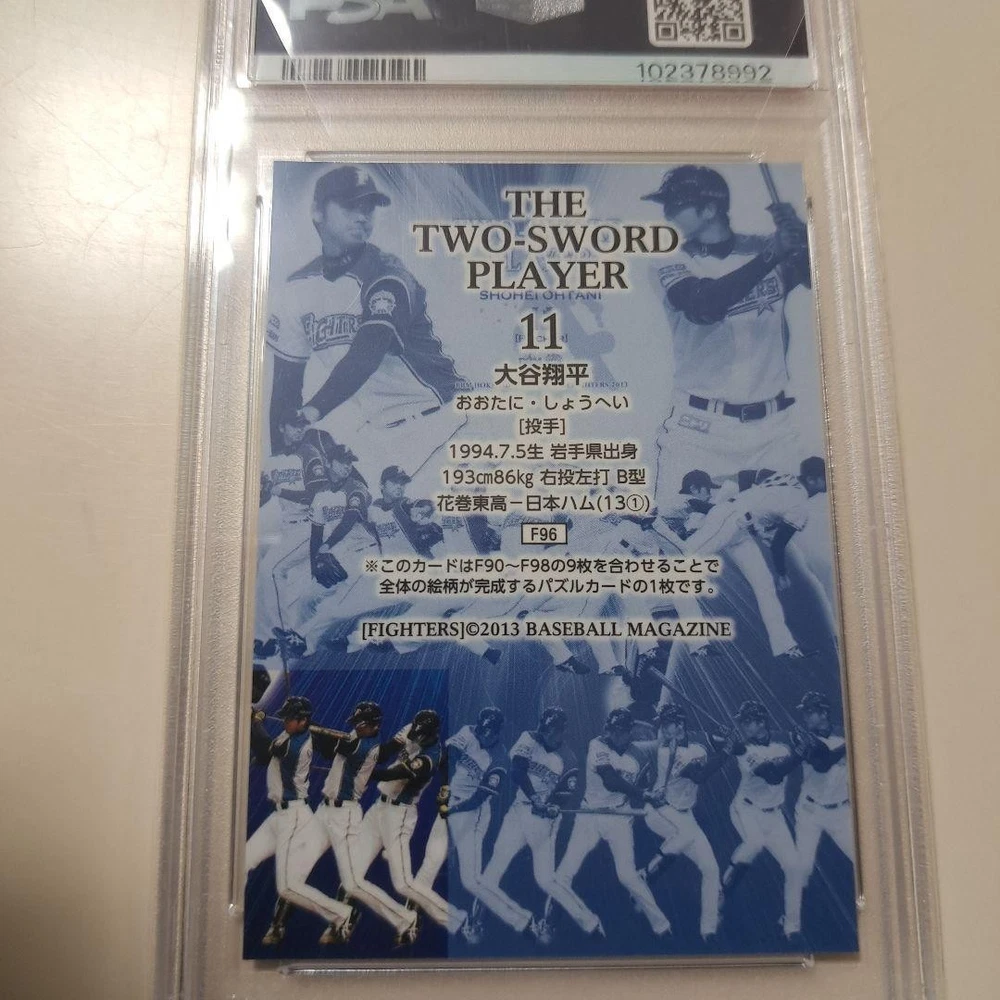 PSA
102378992
THE
TWO-SWORD
PLAYER
SHOHEI OHTANI
11
大谷翔平
おおたに・しょうへい
[投手]
1994.7.5生 岩手県出身
193㎝86㎏ 右投左打 B型
花巻東高－日本ハム(13①)
F96
※このカードはF90～F98の9枚を合わせることで
全体の絵柄が完成するパズルカードの1枚です。
[FIGHTERS]©2013 BASEBALL MAGAZINE